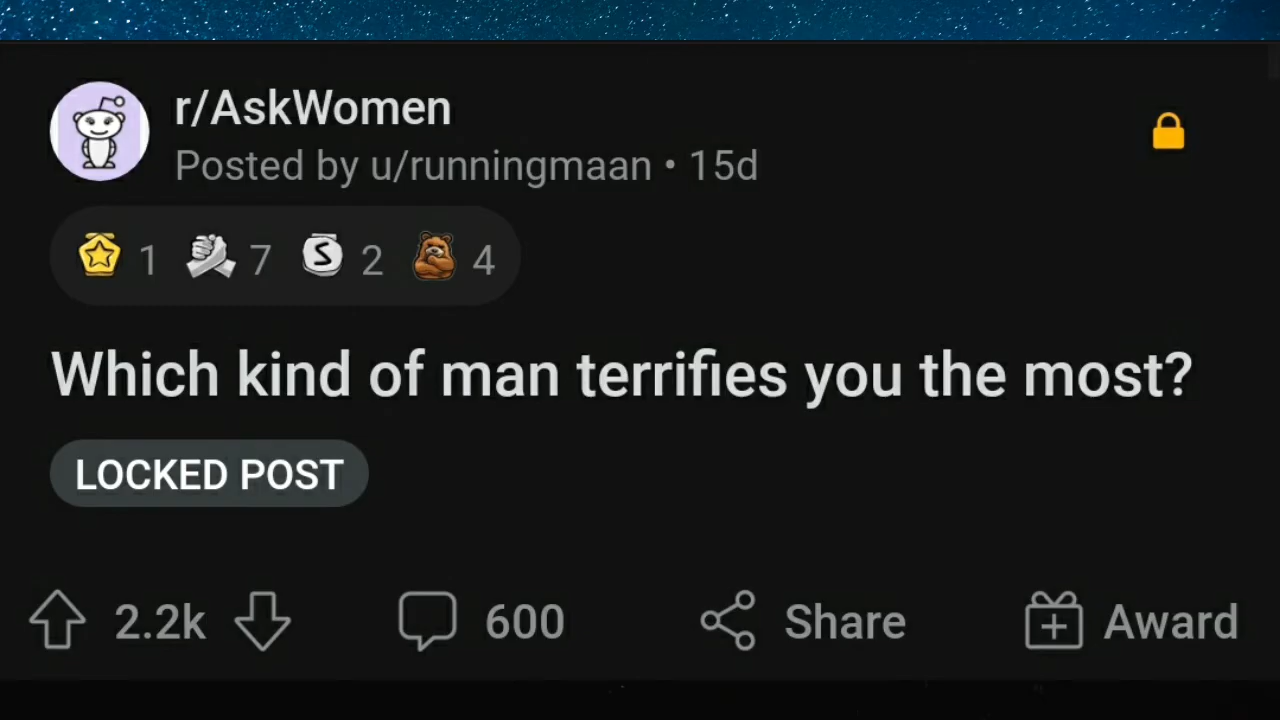 r/AskWomen
Posted by u/runningmaan • 15d
1 7 S 2 4
Which kind of man terrifies you the most?
LOCKED POST
2.2k 600 Share Award